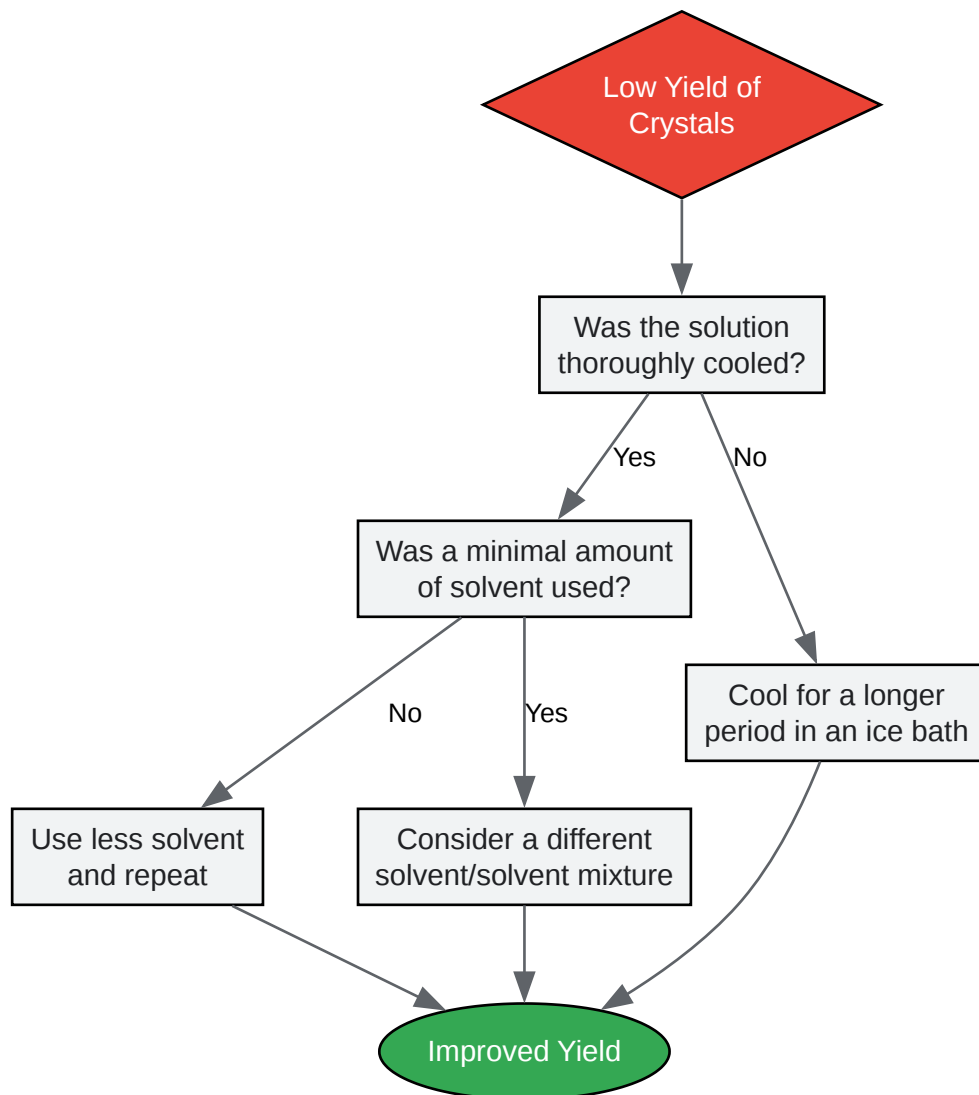 Low Yield of
Crystals
Was the solution
thoroughly cooled?
Yes
No
Was a minimal amount
of solvent used?
No
Yes
Cool for a longer
period in an ice bath
Use less solvent
and repeat
Consider a different
solvent/solvent mixture
Improved Yield